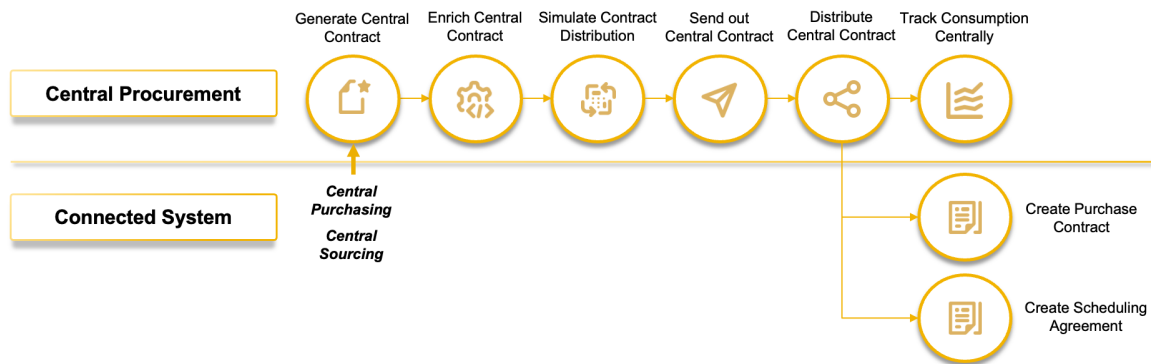 Generate Central
Contract
Enrich Central
Contract
Simulate Contract
Distribution
Send out
Central Contract
Distribute
Central Contract
Track Consumption
Centrally
Central Procurement
Connected System
Central
Purchasing
Central
Sourcing
Create Purchase
Contract
Create Scheduling
Agreement